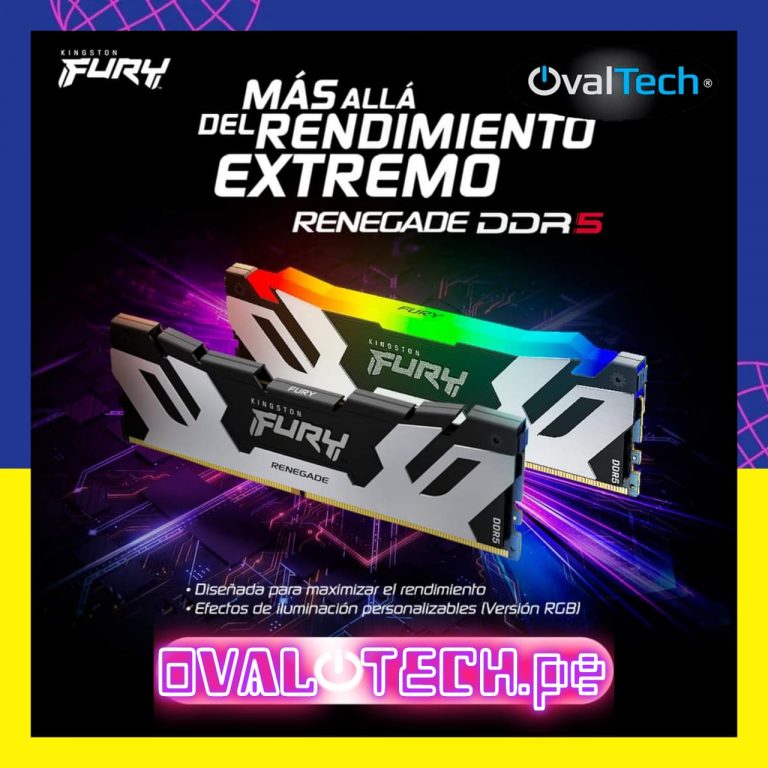 KINGSTON
FURY
OvalTech®
MÁS ALLÁ
DEL RENDIMIENTO
EXTREMO
RENEGADE DDR5
FURY
KINGSTON
FURY
DDR5
FURY
KINGSTON
FURY
RENEGADE
DDR5
• Diseñada para maximizar el rendimiento
• Efectos de iluminación personalizables (Versión RGB)
OVALOTECH.pe